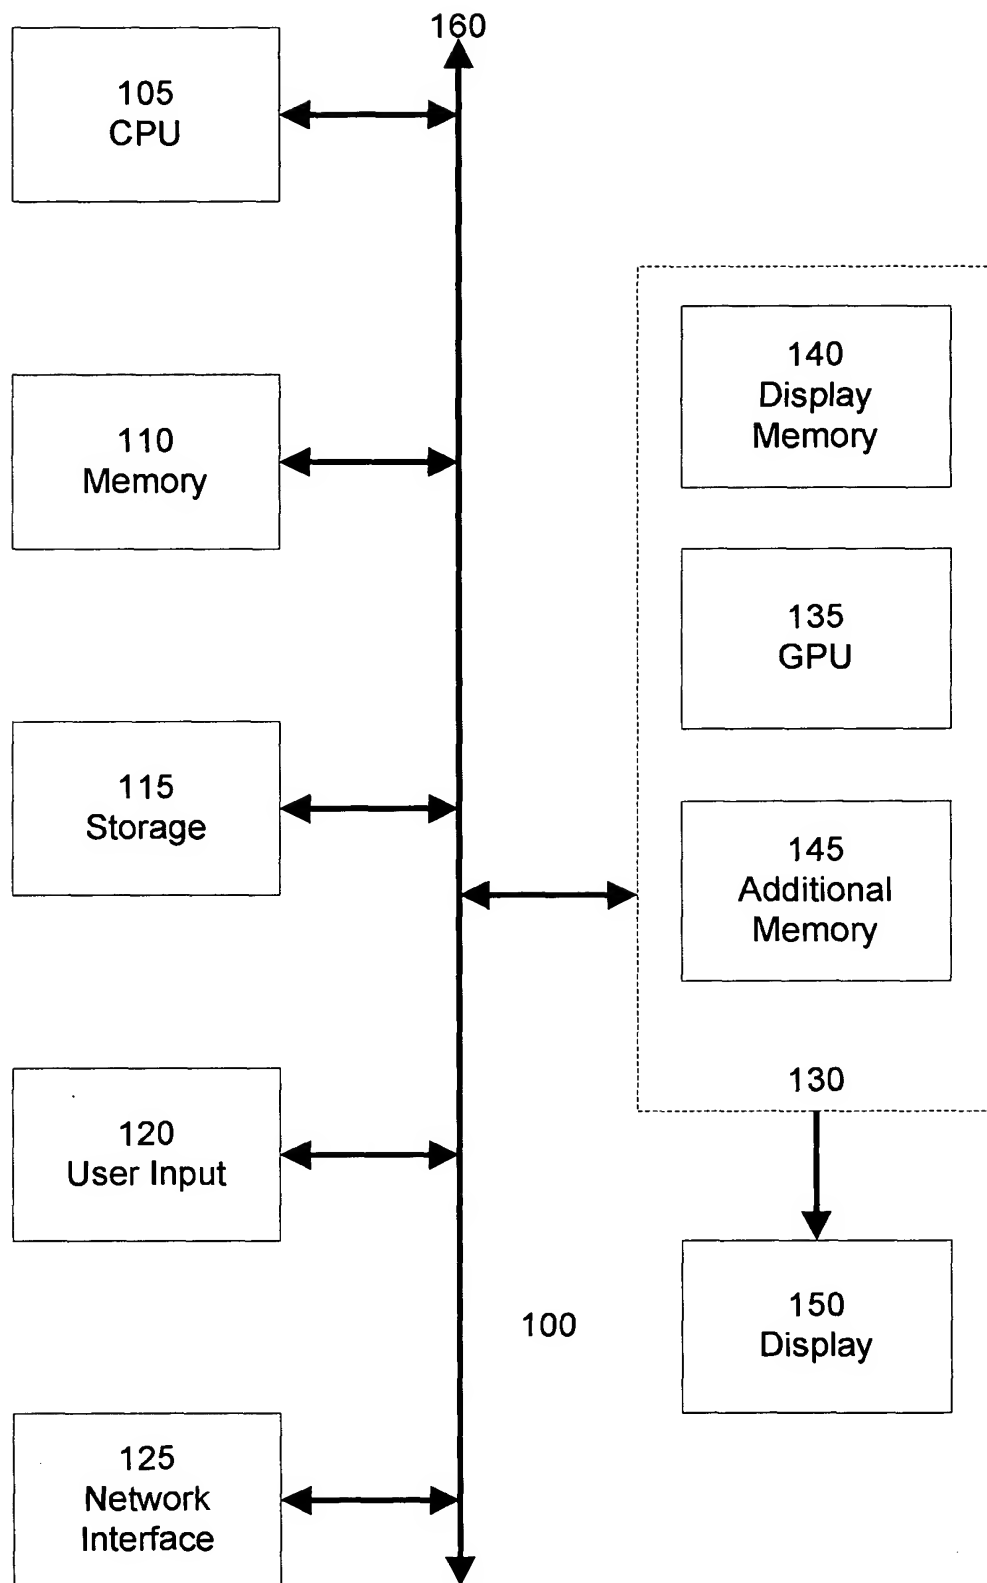 160
105
CPU
110
Memory
115
Storage
120
User Input
125
Network
Interface
140
Display
Memory
135
GPU
145
Additional
Memory
130
150
Display
100